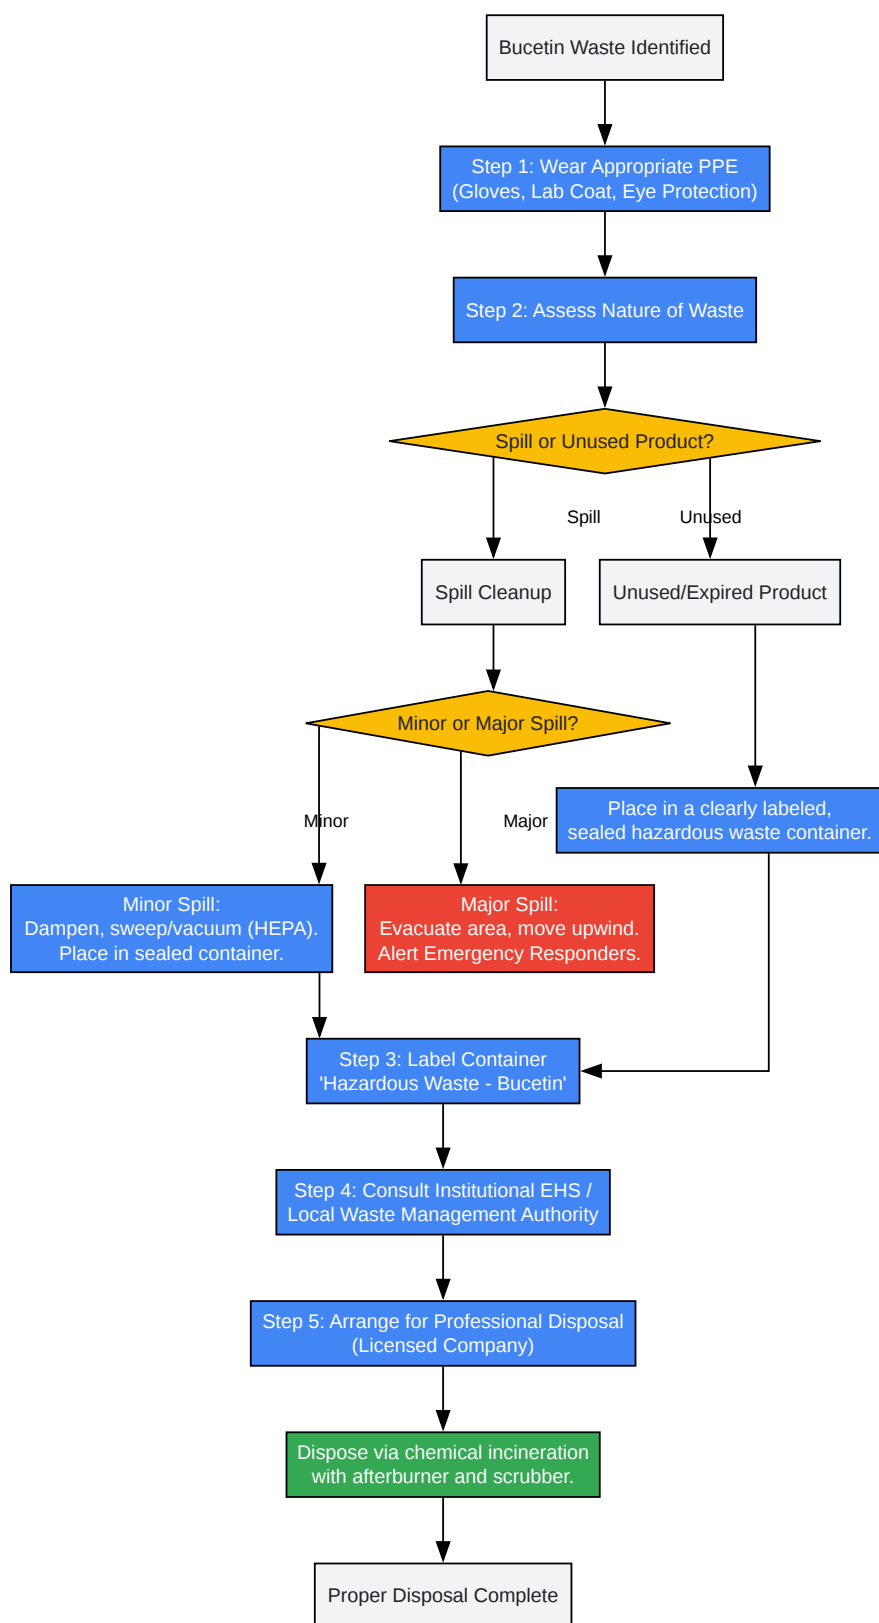 Bucetin Waste Identified
Step 1: Wear Appropriate PPE
(Gloves, Lab Coat, Eye Protection)
Step 2: Assess Nature of Waste
Spill or Unused Product?
Spill
Unused
Spill Cleanup
Unused/Expired Product
Minor or Major Spill?
Minor
Major
Place in a clearly labeled,
sealed hazardous waste container.
Minor Spill:
Dampen, sweep/vacuum (HEPA).
Place in sealed container.
Major Spill:
Evacuate area, move upwind.
Alert Emergency Responders.
Step 3: Label Container
'Hazardous Waste - Bucetin'
Step 4: Consult Institutional EHS /
Local Waste Management Authority
Step 5: Arrange for Professional Disposal
(Licensed Company)
Dispose via chemical incineration
with afterburner and scrubber.
Proper Disposal Complete